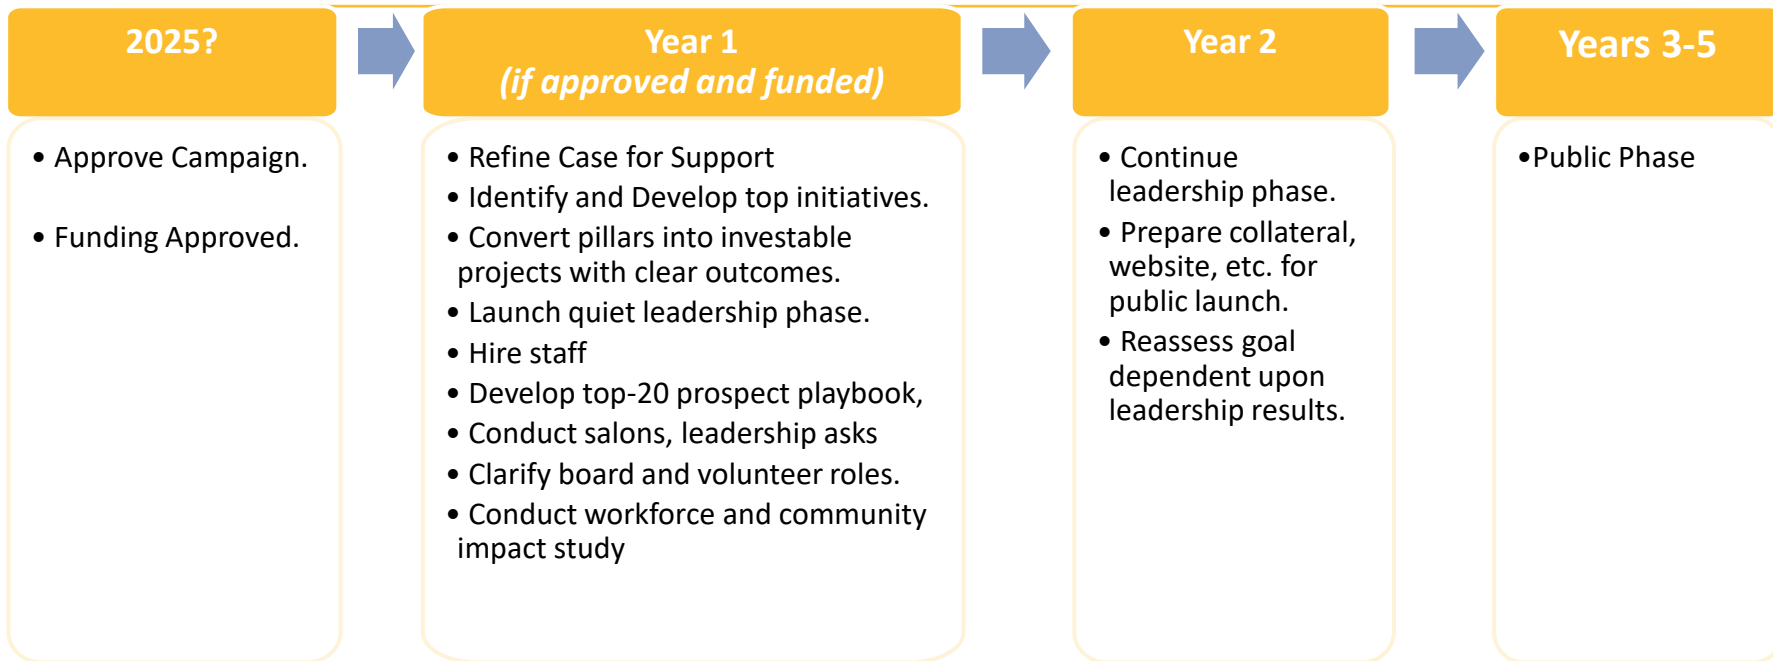 2025?
• Approve Campaign.
• Funding Approved.
Year 1
(if approved and funded)
• Refine Case for Support
• Identify and Develop top initiatives.
• Convert pillars into investable
projects with clear outcomes.
• Launch quiet leadership phase.
• Hire staff
• Develop top-20 prospect playbook,
• Conduct salons, leadership asks
• Clarify board and volunteer roles.
• Conduct workforce and community
impact study
Year 2
• Continue
leadership phase.
• Prepare collateral,
website, etc. for
public launch.
• Reassess goal
dependent upon
leadership results.
Years 3-5
•Public Phase